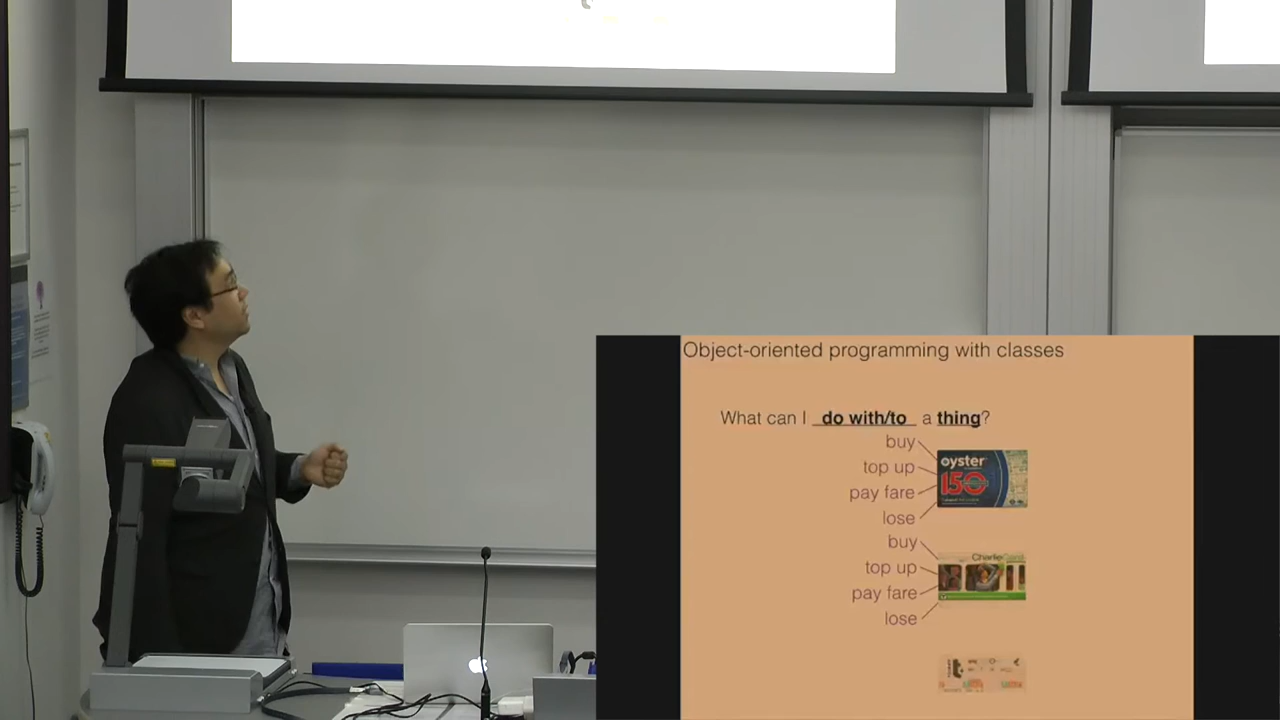 Object-oriented programming with classes
What can I do with/to a thing?
buy
top up
pay fare
lose
oyster
150
buy
top up
pay fare
lose
CharlieCard